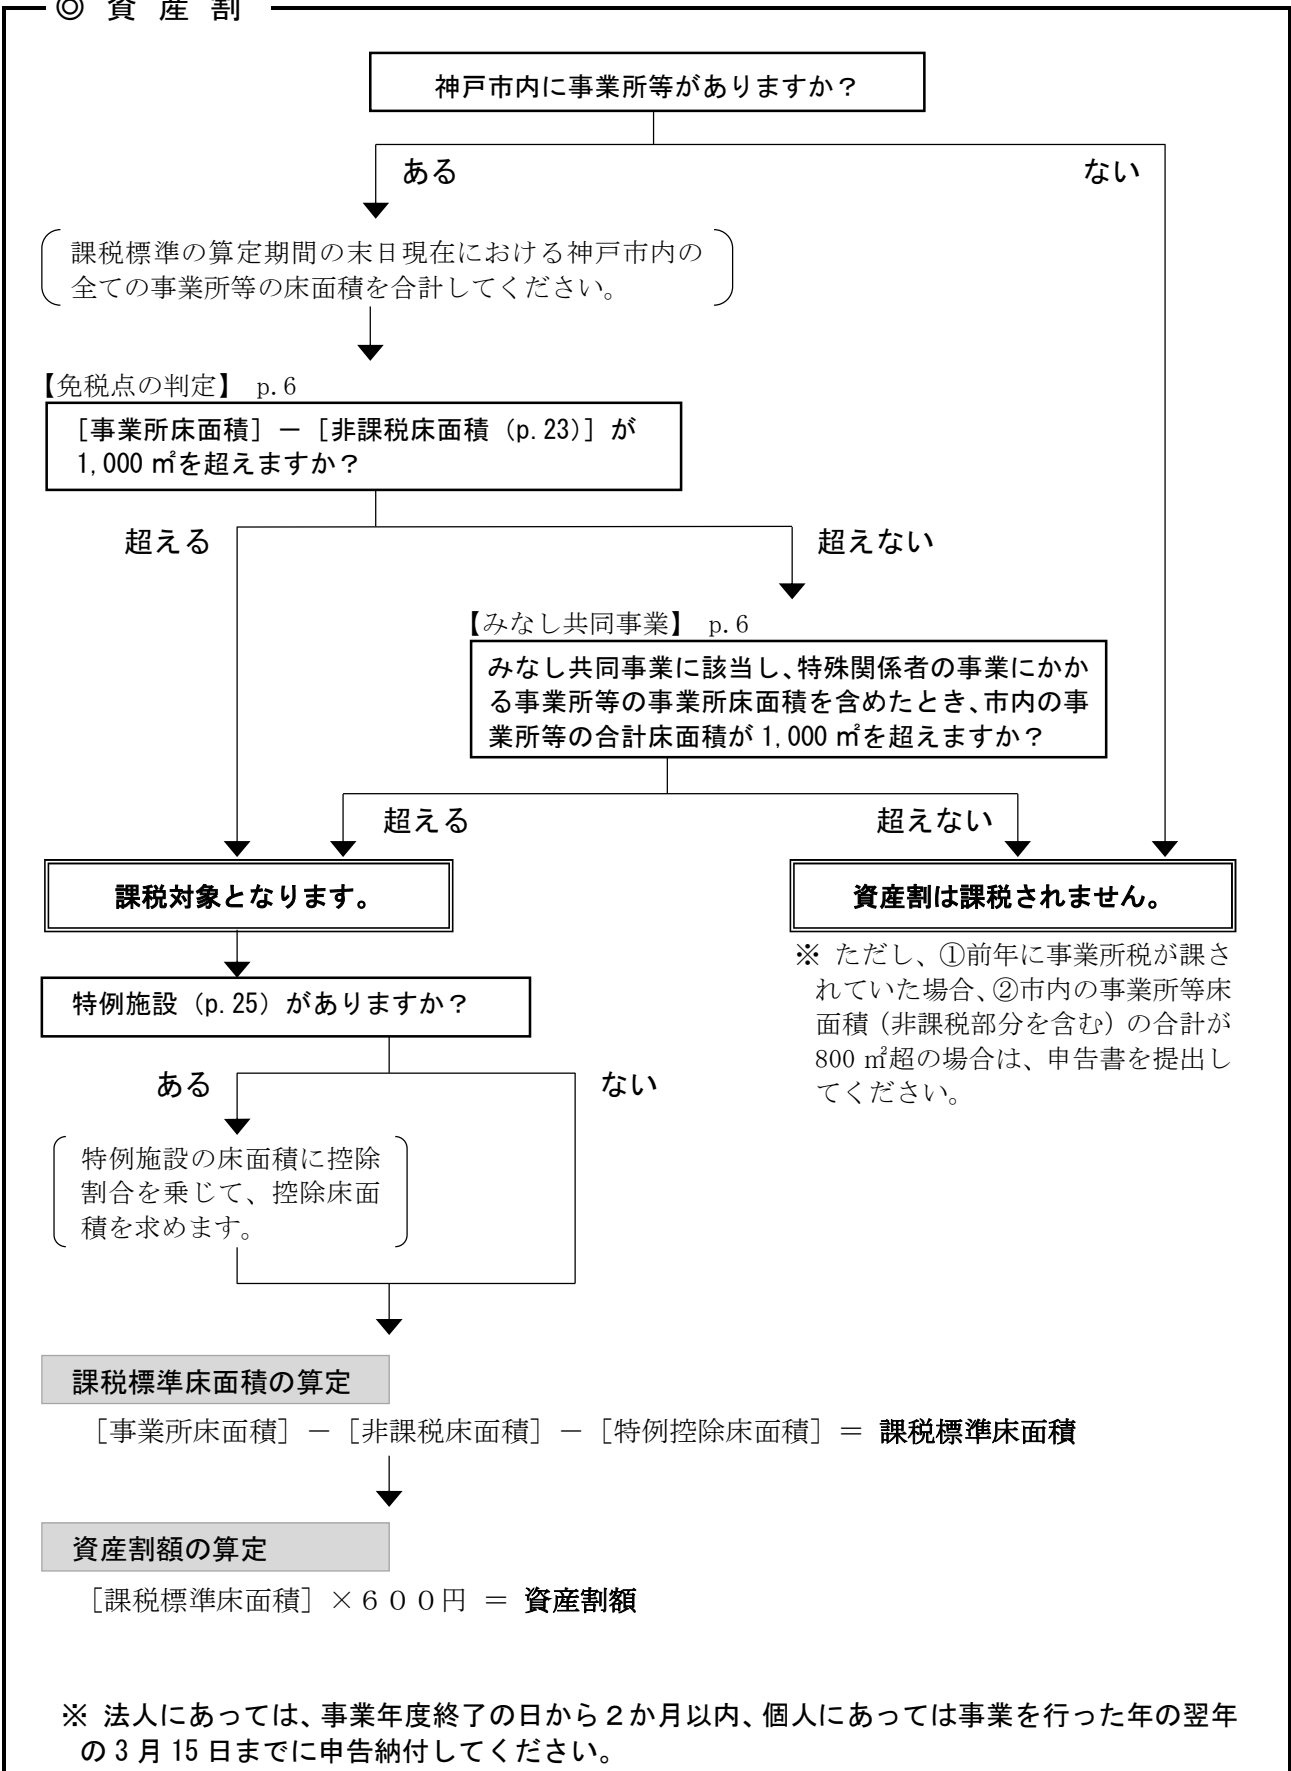 ◎ 資 産 割
神戸市内に事業所等がありますか？
ある
ない
課税標準の算定期間の末日現在における神戸市内の
全ての事業所等の床面積を合計してください。
【免税点の判定】 p.6
［事業所床面積］－［非課税床面積（p.23)］が
1,000 ㎡を超えますか？
超える
超えない
【みなし共同事業】 p.6
みなし共同事業に該当し、特殊関係者の事業にかか
る事業所等の事業所床面積を含めたとき、市内の事
業所等の合計床面積が 1,000 ㎡を超えますか？
超える
超えない
課税対象となります。
資産割は課税されません。
※ ただし、①前年に事業所税が課さ
れていた場合、②市内の事業所等床
面積（非課税部分を含む）の合計が
800 ㎡超の場合は、申告書を提出し
てください。
特例施設（p.25）がありますか？
ある
ない
特例施設の床面積に控除
割合を乗じて、控除床面
積を求めます。
課税標準床面積の算定
［事業所床面積］－［非課税床面積］－［特例控除床面積］＝ 課税標準床面積
資産割額の算定
［課税標準床面積］×６００円 ＝ 資産割額
※ 法人にあっては、事業年度終了の日から２か月以内、個人にあっては事業を行った年の翌年
の 3 月 15 日までに申告納付してください。